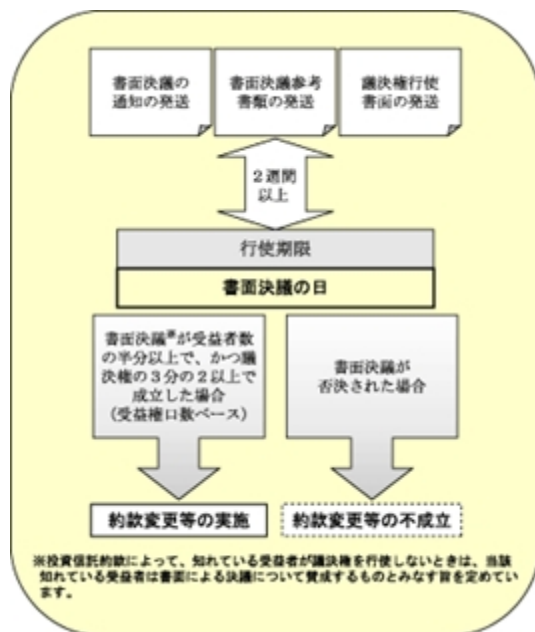 書面決議の
通知の発送
書面決議参考
書類の発送
議決権行使
書面の発送
2週間
以上
行使期限
書面決議の日
書面決議※が受益者数
の半分以上で、かつ議
決権の3分の2以上で
成立した場合
(受益権口数ベース)
書面決議が
否決された場合
約款変更等の実施
約款変更等の不成立
※投資信託約款によって、知れている受益者が議決権を行使しないときは、当該
知れている受益者は書面による決議について賛成するものとみなす旨を定めてい
ます。